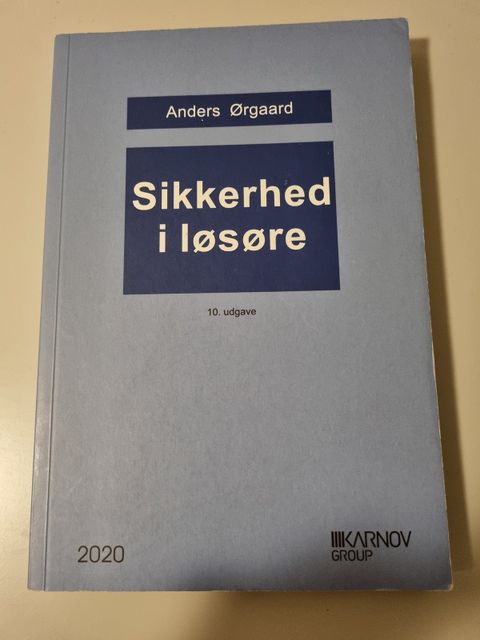 Anders Ørgaard
Sikkerhed
i løsøre
10. udgave
2020
KARNOV
GROUP